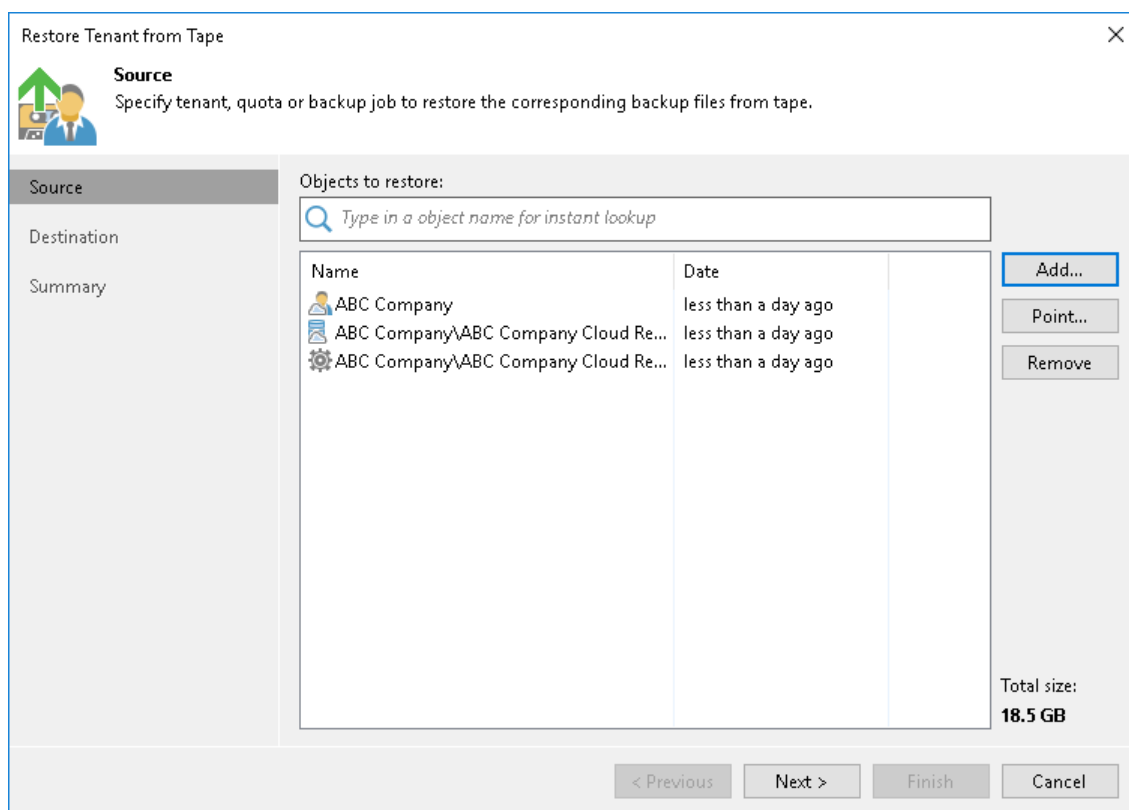 Restore Tenant from Tape
Source
Specify tenant, quota or backup job to restore the corresponding backup files from tape.
Source
Destination
Summary
Objects to restore:
Type in a object name for instant lookup
Name Date
ABC Company less than a day ago
ABC Company\ABC Company Cloud Re... less than a day ago
ABC Company\ABC Company Cloud Re... less than a day ago
Add...
Point...
Remove
Total size:
18.5 GB
< Previous Next > Finish Cancel